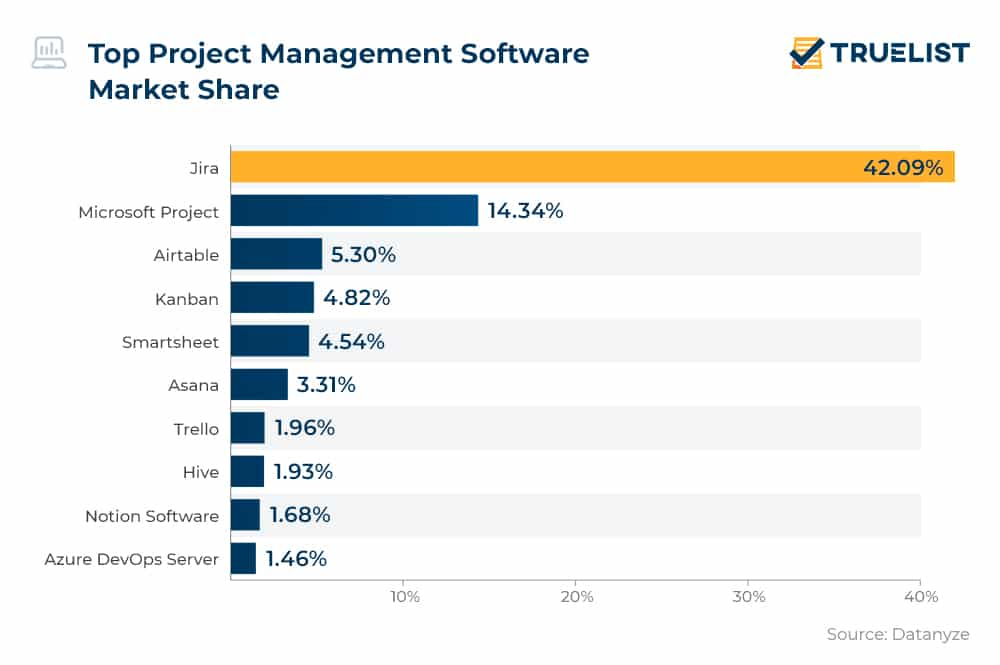 Top Project Management Software
Market Share
TRUELIST
Jira 42.09%
Microsoft Project 14.34%
Airtable 5.30%
Kanban 4.82%
Smartsheet 4.54%
Asana 3.31%
Trello 1.96%
Hive 1.93%
Notion Software 1.68%
Azure DevOps Server 1.46%
10% 20% 30% 40%
Source: Datanyze